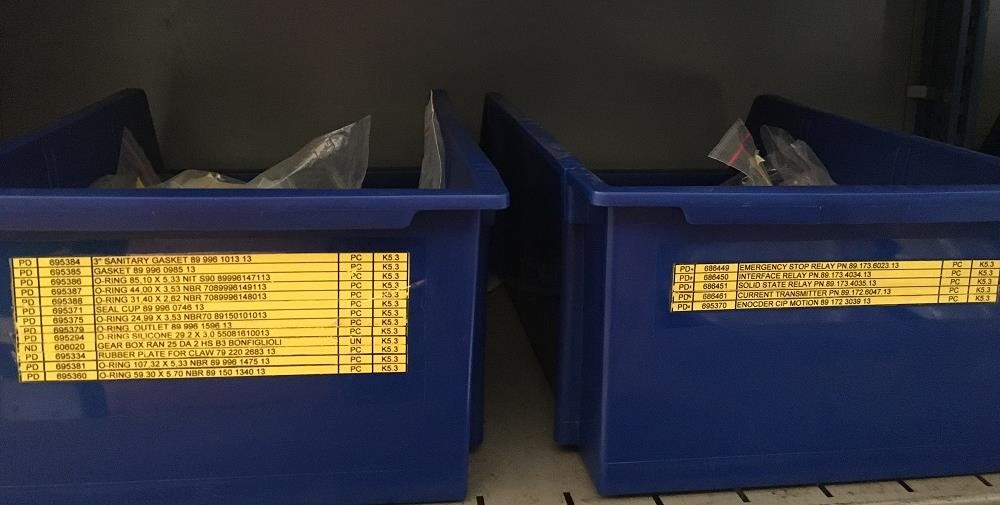 PD 695384 3" SANITARY GASKET 89 996 1013 13 PC K5.3
PD 695385 GASKET 89 996 0985 13 PC K5.3
PD 695386 O-RING 85,10 X 5,33 NIT S90 89996147113 PC K5.3
PD 695387 O-RING 44.00 X 3,53 NBR 7089996149113 PC K5.3
PD 695388 O-RING 31,40 X 2,62 NBR 7089996148013 PC K5.3
PD 695371 SEAL CUP 89 996 0746 13 PC K5.3
PD 695375 O-RING 24,99 X 3,53 NBR70 89150101013 PC K5.3
PD 695379 O-RING, OUTLET 89 996 1596 13 PC K5.3
PD 695294 O-RING SILICONE 29.2 X 3.0 55081610013 PC K5.3
ND 606020 GEAR BOX RAN 25 DA 2 HS B3 BONFIGLIOLI UN K5.3
PD 695334 RUBBER PLATE FOR CLAW 79 220 2683 13 PC K5.3
PD 695381 O-RING 107,32 X 5,33 NBR 89 996 1475 13 PC K5.3
PD 695360 O-RING 59.30 X 5.70 NBR 89 150 1340 13 PC K5.3
PD 686449 EMERGENCY STOP RELAY PN.89.173.6023.13 PC K5.3
PD 686450 INTERFACE RELAY PN.89.173.4034.13 PC K5.3
PD 686451 SOLID STATE RELAY PN.89.173.4035.13 PC K5.3
PD 686461 CURRENT TRANSMITTER PN.89.172.6047.13 PC K5.3
PD 695370 ENOCDER CIP MOTION 89 172 3039 13 PC K5.3